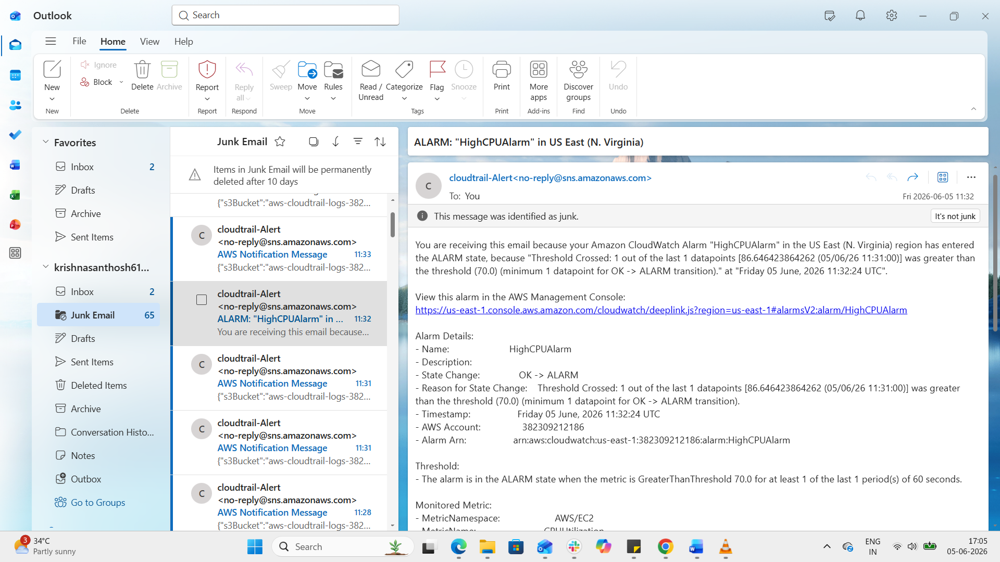 Outlook
Search
File
Home
View
Help
New
Ignore
Block
Delete
Archive
Report
Reply all
Sweep
Move
Rules
Read / Unread
Categorize
Flag
Snooze
Print
More apps
Discover groups
Undo
New
Delete
Report
Respond
Move
Tags
Print
Add-ins
Find
Undo
Favorites
Inbox 2
Drafts
Archive
Sent Items
krishnasanthosh61...
Inbox 2
Junk Email 65
Drafts
Sent Items
Deleted Items
Archive
Conversation Histo...
Notes
Outbox
Go to Groups
Junk Email
Items in Junk Email will be permanently
deleted after 10 days
{"s3Bucket":"aws-cloudtrail-logs-382...
C
cloudtrail-Alert
<no-reply@sns.amazonaws.com>
AWS Notification Message 11:33
{"s3Bucket":"aws-cloudtrail-logs-382...
cloudtrail-Alert
<no-reply@sns.amazonaws.com>
ALARM: "HighCPUAlarm" in ... 11:32
You are receiving this email because...
C
cloudtrail-Alert
<no-reply@sns.amazonaws.com>
AWS Notification Message 11:31
{"s3Bucket":"aws-cloudtrail-logs-382...
C
cloudtrail-Alert
<no-reply@sns.amazonaws.com>
AWS Notification Message 11:31
{"s3Bucket":"aws-cloudtrail-logs-382...
C
cloudtrail-Alert
<no-reply@sns.amazonaws.com>
AWS Notification Message 11:28
{"s3Bucket":"aws-cloudtrail-logs-382...
ALARM: "HighCPUAlarm" in US East (N. Virginia)
C
cloudtrail-Alert<no-reply@sns.amazonaws.com>
To: You
Fri 2026-06-05 11:32
This message was identified as junk.
It's not junk
You are receiving this email because your Amazon CloudWatch Alarm "HighCPUAlarm" in the US East (N. Virginia) region has entered
the ALARM state, because "Threshold Crossed: 1 out of the last 1 datapoints [86.646423864262 (05/06/26 11:31:00)] was greater than
the threshold (70.0) (minimum 1 datapoint for OK -> ALARM transition)." at "Friday 05 June, 2026 11:32:24 UTC".
View this alarm in the AWS Management Console:
https://us-east-1.console.aws.amazon.com/cloudwatch/deeplink.js?region=us-east-1#alarmsV2:alarm/HighCPUAlarm
Alarm Details:
- Name: HighCPUAlarm
- Description:
- State Change: OK -> ALARM
- Reason for State Change: Threshold Crossed: 1 out of the last 1 datapoints [86.646423864262 (05/06/26 11:31:00)] was greater
than the threshold (70.0) (minimum 1 datapoint for OK -> ALARM transition).
- Timestamp: Friday 05 June, 2026 11:32:24 UTC
- AWS Account: 382309212186
- Alarm Arn: arn:aws:cloudwatch:us-east-1:382309212186:alarm:HighCPUAlarm
Threshold:
- The alarm is in the ALARM state when the metric is GreaterThanThreshold 70.0 for at least 1 of the last 1 period(s) of 60 seconds.
Monitored Metric:
- MetricNamespace: AWS/EC2
- MetricName: CPUUtilization
3
34°C
Partly sunny
Search
ENG
IN
17:05
05-06-2026